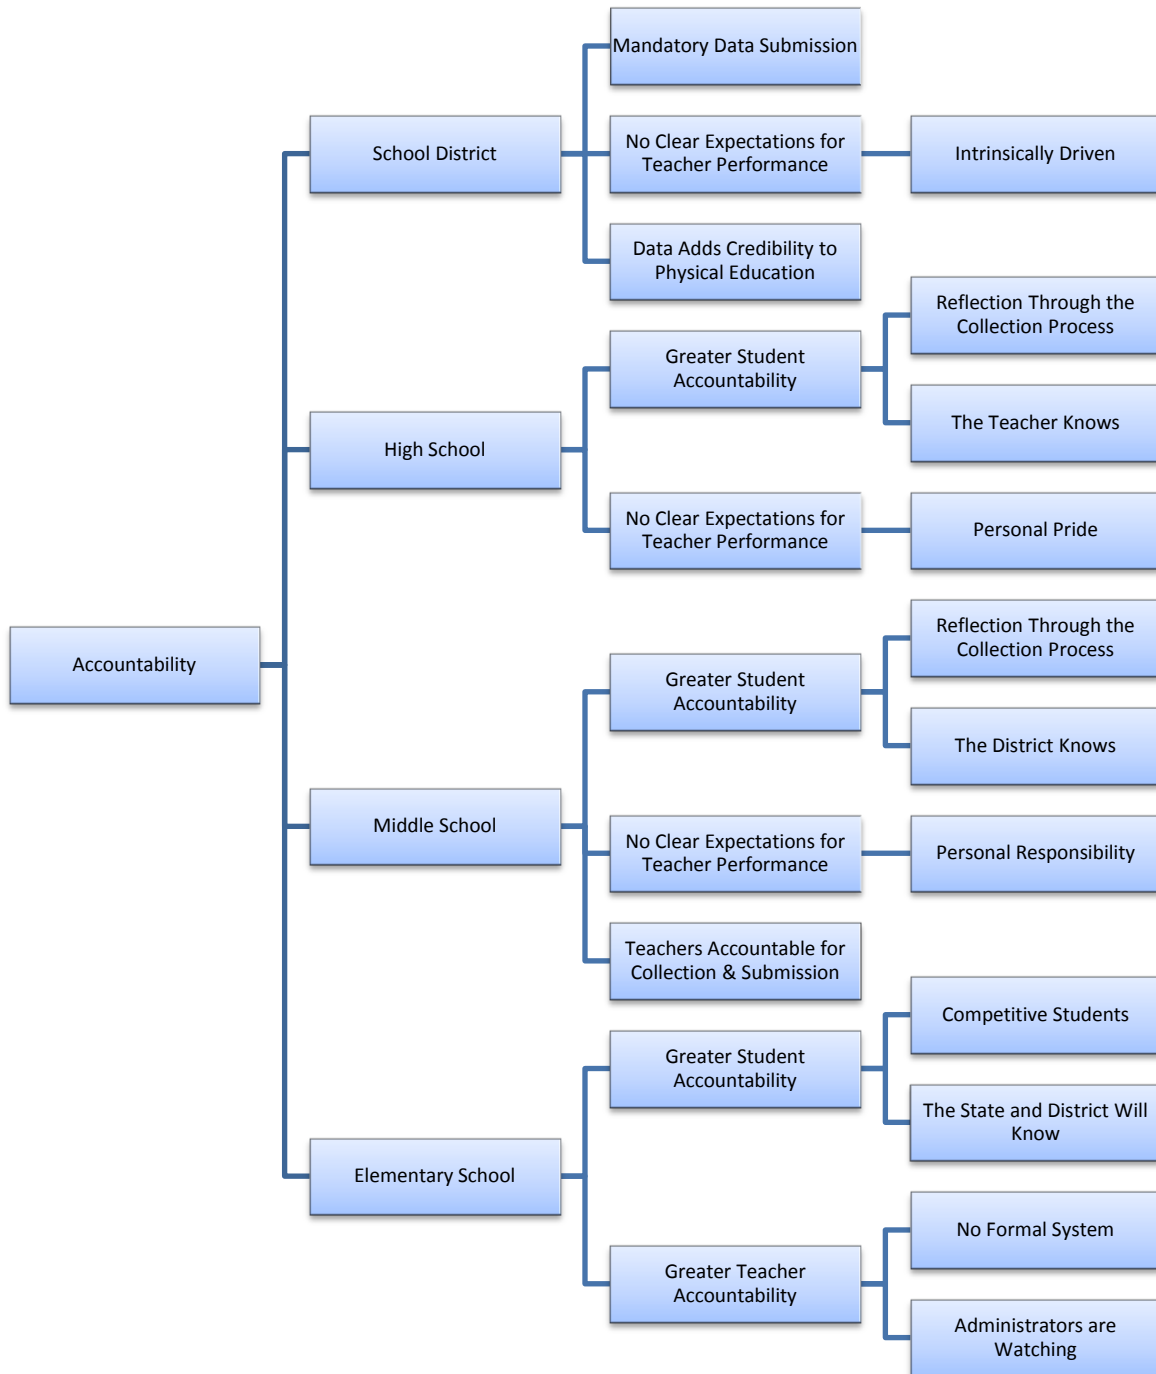 Mandatory Data Submission
School District
No Clear Expectations for
Teacher Performance
Intrinsically Driven
Data Adds Credibility to
Physical Education
Reflection Through the
Collection Process
Greater Student
Accountability
The Teacher Knows
High School
No Clear Expectations for
Teacher Performance
Personal Pride
Accountability
Reflection Through the
Collection Process
Greater Student
Accountability
The District Knows
Middle School
No Clear Expectations for
Teacher Performance
Personal Responsibility
Teachers Accountable for
Collection & Submission
Competitive Students
Greater Student
Accountability
The State and District Will
Know
Elementary School
No Formal System
Greater Teacher
Accountability
Administrators are
Watching